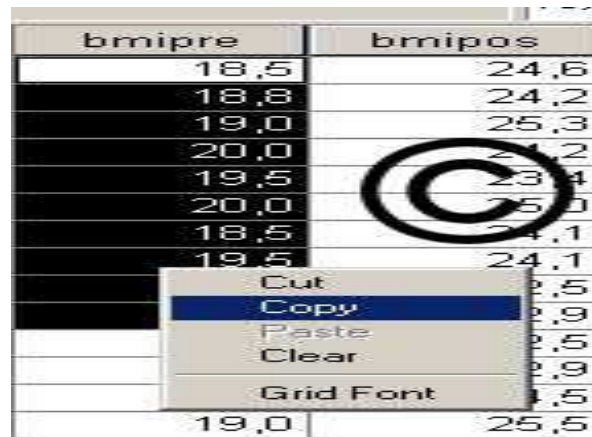 bmipre bmipos
18,5 24,6
18,8 24,2
19,0 25,3
20,0
19,5
20,0
18,5
19,5 24,1
Cut
Copy
Paste
Clear
Grid Font
19,0 25,5